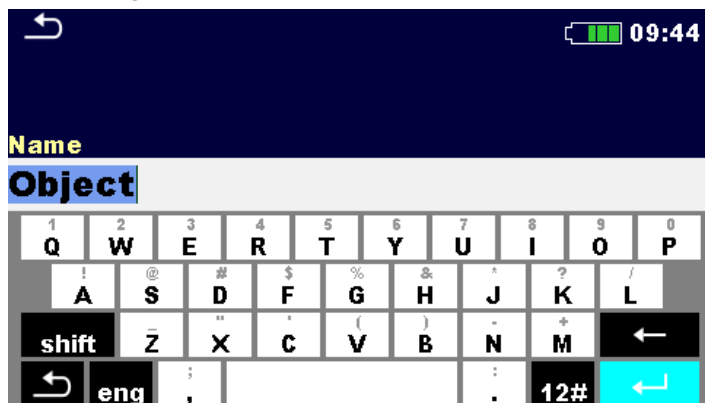 09:44
Name
Object
1 2 3 4 5 6 7 8 9 0
Q W E R T Y U I O P
! @ # $ % & * ? /
A S D F G H J K L
_ " ' ( ) - +
shift Z X C V B N M
; :
eng , . 12#